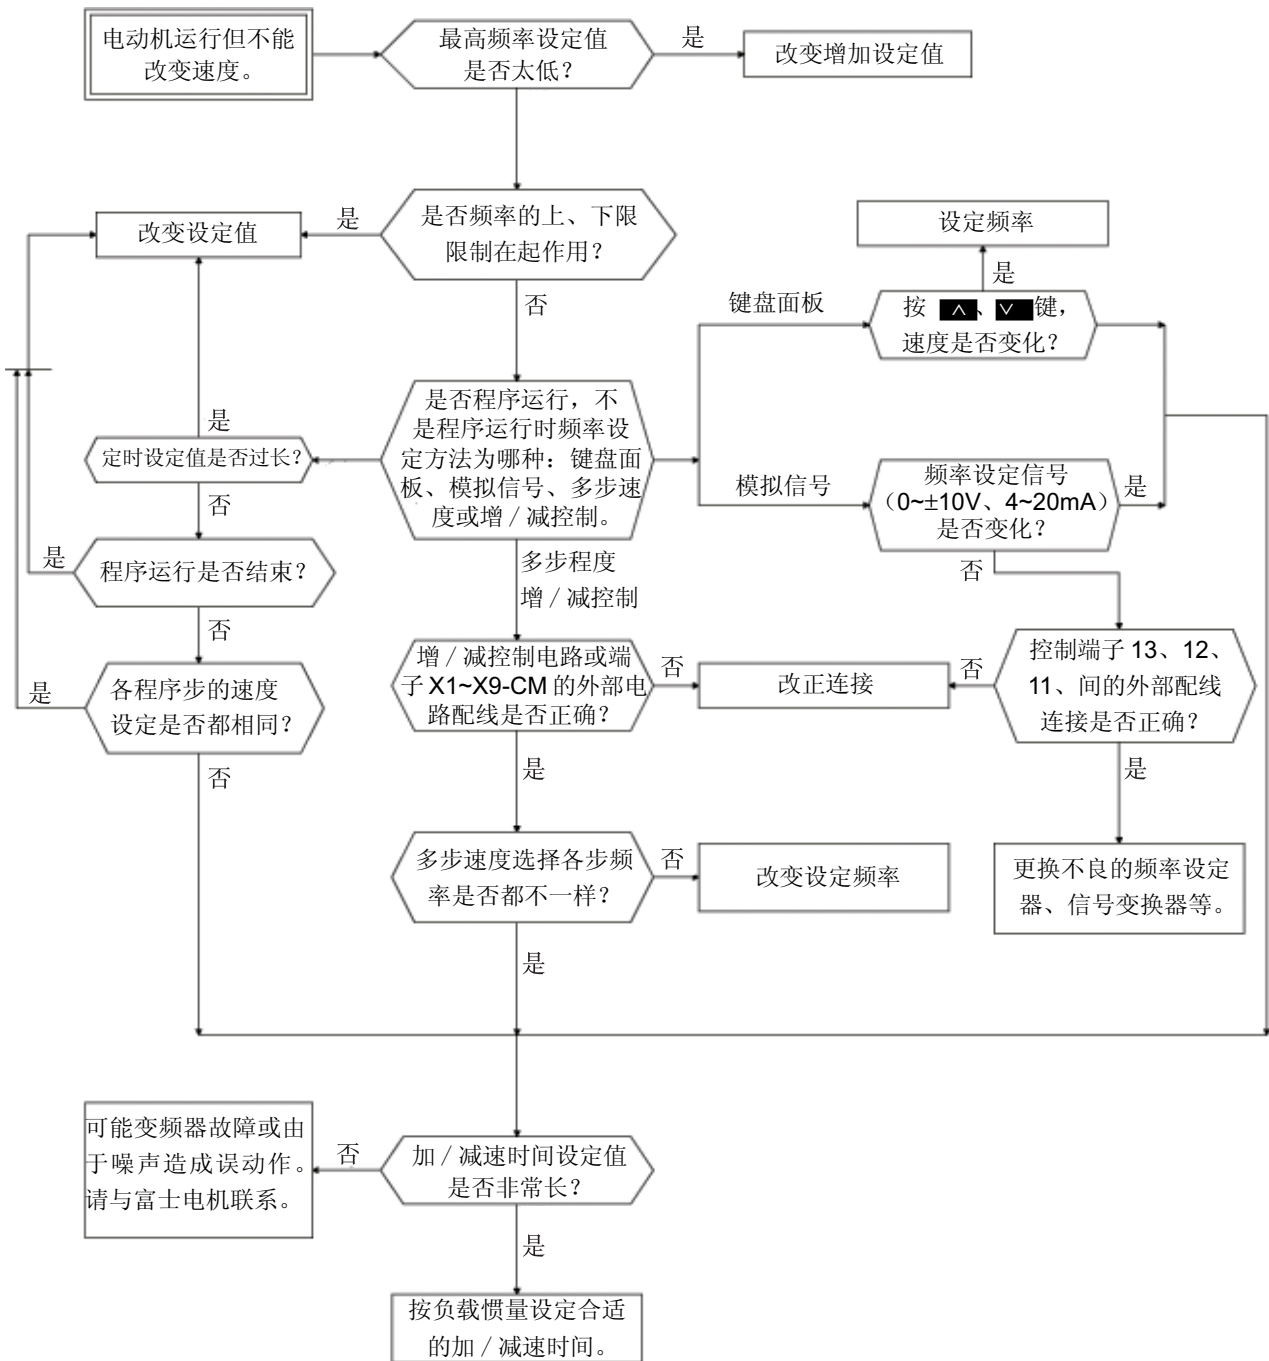 电动机运行但不能
改变速度。
最高频率设定值
是否太低？
是
改变增加设定值
是否频率的上、下限
限制在起作用？
是
改变设定值
否
设定频率
是
键盘面板
按 ∧、∨键，
速度是否变化？
是否程序运行，不
是程序运行时频率设
定方法为哪种：键盘面
板、模拟信号、多步速
度或增／减控制。
是
定时设定值是否过长？
否
模拟信号
频率设定信号
（0~±10V、4~20mA）
是否变化？
是
否
是
程序运行是否结束？
否
多步程度
增／减控制
是
各程序步的速度
设定是否都相同？
否
增／减控制电路或端
子 X1~X9-CM 的外部电
路配线是否正确？
否
改正连接
否
控制端子 13、12、
11、间的外部配线
连接是否正确？
是
是
多步速度选择各步频
率是否都不一样？
否
改变设定频率
更换不良的频率设定
器、信号变换器等。
是
可能变频器故障或由
于噪声造成误动作。
请与富士电机联系。
否
加／减速时间设定值
是否非常长？
是
按负载惯量设定合适
的加／减速时间。